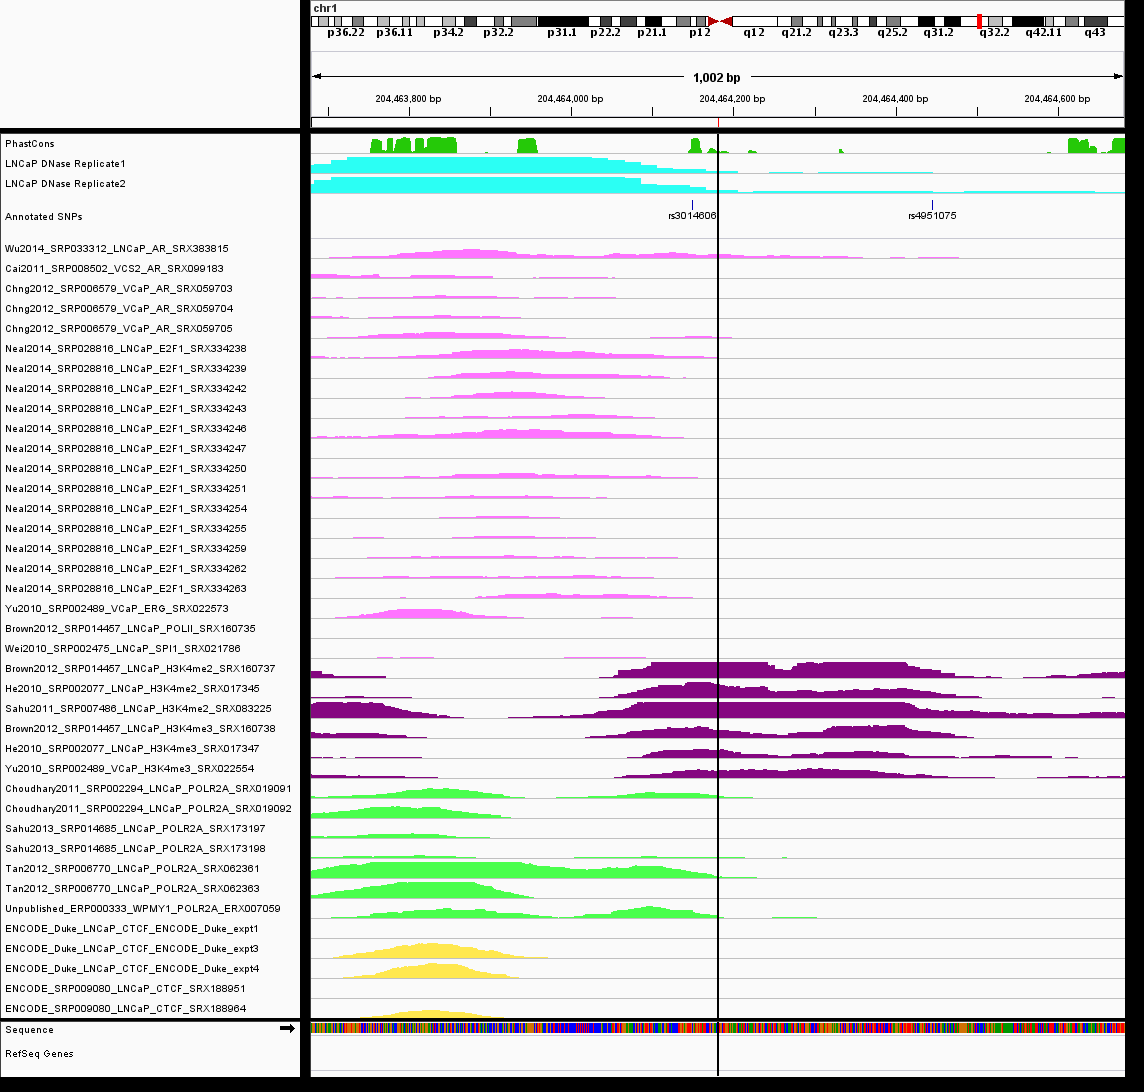 chr1
p36.22 p36.11 p34.2 p32.2 p31.1 p22.2 p21.1 p12 q12 q21.2 q23.3 q25.2 q31.2 q32.2 q42.11 q43
1,002 bp
204,463,800 bp 204,464,000 bp 204,464,200 bp 204,464,400 bp 204,464,600 bp
PhastCons
LNCaP DNase Replicate1
LNCaP DNase Replicate2
Annotated SNPs
rs3014606 rs4951075
Wu2014_SRP033312_LNCaP_AR_SRX383815
Cai2011_SRP008502_VCS2_AR_SRX099183
Chng2012_SRP006579_VCaP_AR_SRX059703
Chng2012_SRP006579_VCaP_AR_SRX059704
Chng2012_SRP006579_VCaP_AR_SRX059705
Neal2014_SRP028816_LNCaP_E2F1_SRX334238
Neal2014_SRP028816_LNCaP_E2F1_SRX334239
Neal2014_SRP028816_LNCaP_E2F1_SRX334242
Neal2014_SRP028816_LNCaP_E2F1_SRX334243
Neal2014_SRP028816_LNCaP_E2F1_SRX334246
Neal2014_SRP028816_LNCaP_E2F1_SRX334247
Neal2014_SRP028816_LNCaP_E2F1_SRX334250
Neal2014_SRP028816_LNCaP_E2F1_SRX334251
Neal2014_SRP028816_LNCaP_E2F1_SRX334254
Neal2014_SRP028816_LNCaP_E2F1_SRX334255
Neal2014_SRP028816_LNCaP_E2F1_SRX334259
Neal2014_SRP028816_LNCaP_E2F1_SRX334262
Neal2014_SRP028816_LNCaP_E2F1_SRX334263
Yu2010_SRP002489_VCaP_ERG_SRX022573
Brown2012_SRP014457_LNCaP_POLII_SRX160735
Wei2010_SRP002475_LNCaP_SPI1_SRX021786
Brown2012_SRP014457_LNCaP_H3K4me2_SRX160737
He2010_SRP002077_LNCaP_H3K4me2_SRX017345
Sahu2011_SRP007486_LNCaP_H3K4me2_SRX083225
Brown2012_SRP014457_LNCaP_H3K4me3_SRX160738
He2010_SRP002077_LNCaP_H3K4me3_SRX017347
Yu2010_SRP002489_VCaP_H3K4me3_SRX022554
Choudhary2011_SRP002294_LNCaP_POLR2A_SRX019091
Choudhary2011_SRP002294_LNCaP_POLR2A_SRX019092
Sahu2013_SRP014685_LNCaP_POLR2A_SRX173197
Sahu2013_SRP014685_LNCaP_POLR2A_SRX173198
Tan2012_SRP006770_LNCaP_POLR2A_SRX062361
Tan2012_SRP006770_LNCaP_POLR2A_SRX062363
Unpublished_ERP000333_WPMY1_POLR2A_ERX007059
ENCODE_Duke_LNCaP_CTCF_ENCODE_Duke_expt1
ENCODE_Duke_LNCaP_CTCF_ENCODE_Duke_expt3
ENCODE_Duke_LNCaP_CTCF_ENCODE_Duke_expt4
ENCODE_SRP009080_LNCaP_CTCF_SRX188951
ENCODE_SRP009080_LNCaP_CTCF_SRX188964
Sequence
RefSeq Genes